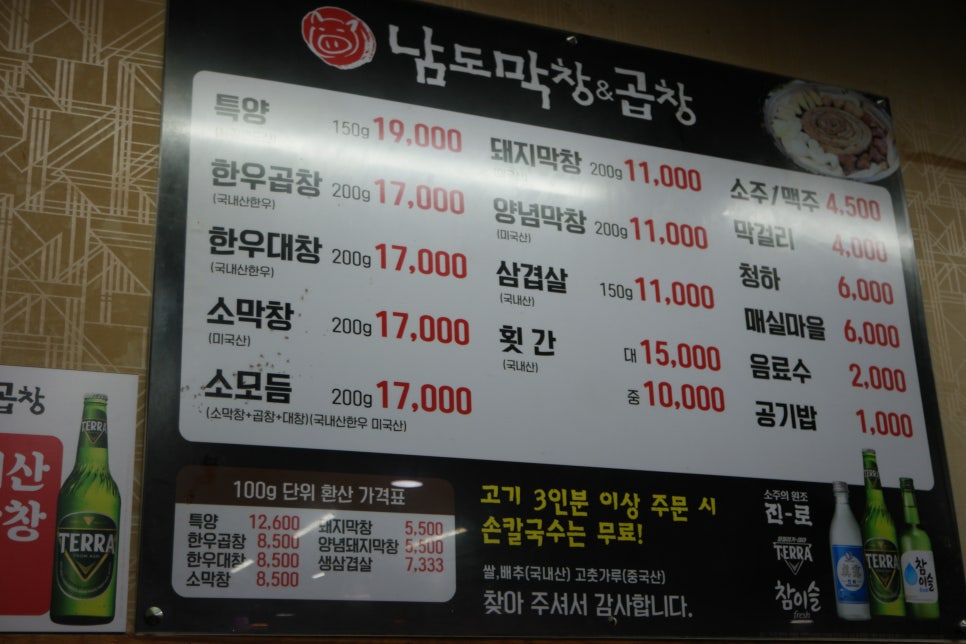 남도막창&곱창
특양 150g 19,000
한우곱창 200g 17,000
(국내산한우)
한우대창 200g 17,000
(국내산한우)
소막창 200g 17,000
(미국산)
소모듬 200g 17,000
(소막창+곱창+대창)(국내산한우 미국산)
돼지막창 200g 11,000
양념막창 200g 11,000
(미국산)
삼겹살 150g 11,000
(국내산)
횟 간 대 15,000
(국내산)
중 10,000
소주/맥주 4,500
막걸리 4,000
청하 6,000
매실마을 6,000
음료수 2,000
공기밥 1,000
100g 단위 환산 가격표
특양 12,600
한우곱창 8,500
한우대창 8,500
소막창 8,500
돼지막창 5,500
양념돼지막창 5,500
생삼겹살 7,333
고기 3인분 이상 주문 시
손칼국수는 무료!
쌀,배추(국내산) 고춧가루(중국산)
찾아 주셔서 감사합니다.
소주의 원조
진-로
TERRA
참이슬
fresh
TERRA
TERRA
참이슬
곱창
산
창
TERRA
TERRA